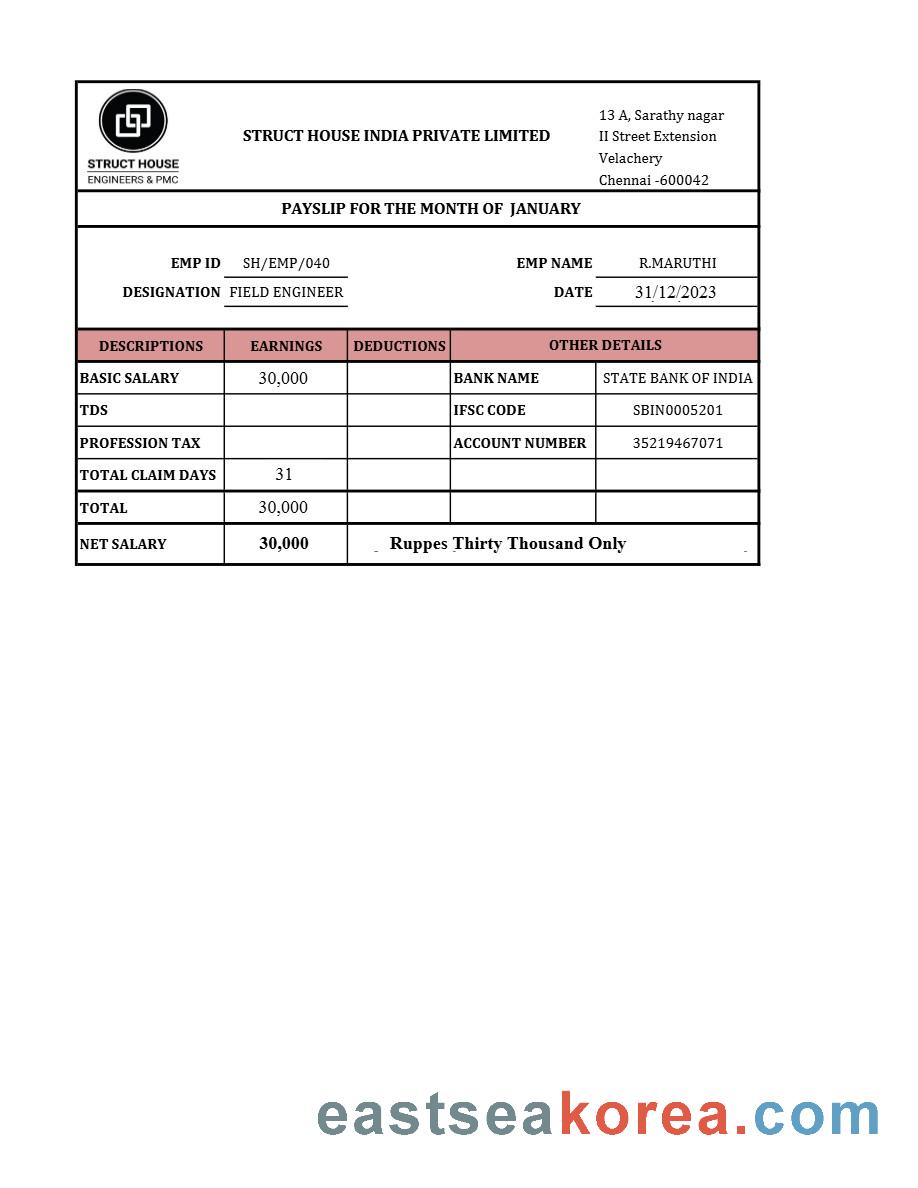 STRUCT HOUSE
ENGINEERS & PMC
STRUCT HOUSE INDIA PRIVATE LIMITED
13 A, Sarathy nagar
II Street Extension
Velachery
Chennai -600042
PAYSLIP FOR THE MONTH OF JANUARY
EMP ID SH/EMP/040 EMP NAME R.MARUTHI
DESIGNATION FIELD ENGINEER DATE 31/12/2023
DESCRIPTIONS EARNINGS DEDUCTIONS OTHER DETAILS
BASIC SALARY 30,000 BANK NAME STATE BANK OF INDIA
TDS IFSC CODE SBIN0005201
PROFESSION TAX ACCOUNT NUMBER 35219467071
TOTAL CLAIM DAYS 31
TOTAL 30,000
NET SALARY 30,000 Ruppes Thirty Thousand Only
eastseakorea.com